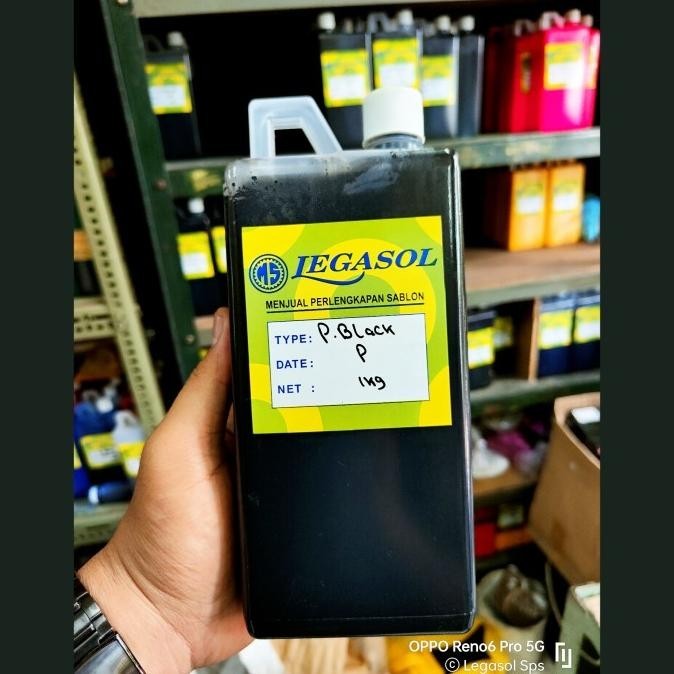 MS LEGASOL
MENJUAL PERLENGKAPAN SABLON
TYPE: P. Black
DATE: P
NET : 1kg
OPPO Reno6 Pro 5G
© Legasol Sps